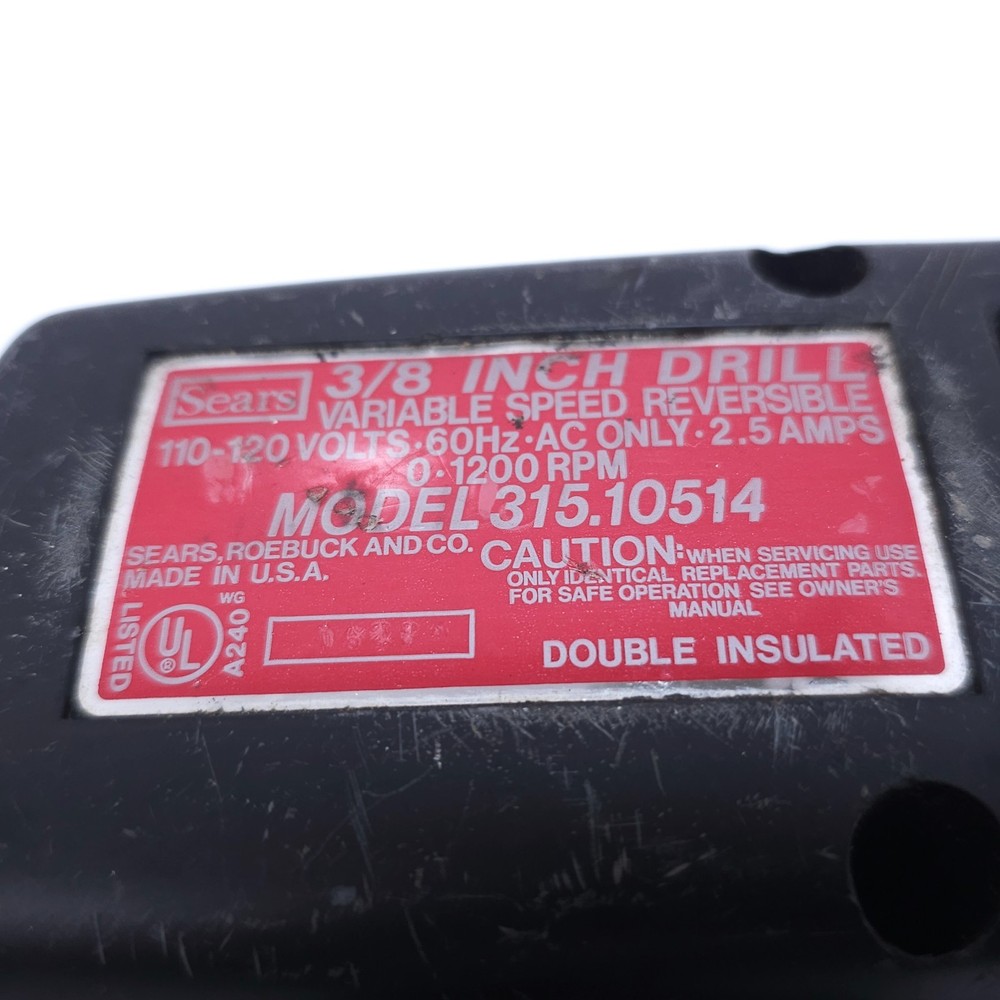 Sears
3/8 INCH DRILL
VARIABLE SPEED REVERSIBLE
110-120 VOLTS·60Hz·AC ONLY·2.5 AMPS
0·1200 RPM
MODEL 315.10514
SEARS, ROEBUCK AND CO.
MADE IN U.S.A.
CAUTION: WHEN SERVICING USE
ONLY IDENTICAL REPLACEMENT PARTS.
FOR SAFE OPERATION SEE OWNER'S
MANUAL
LISTED
UL
®
WG
A240
DOUBLE INSULATED